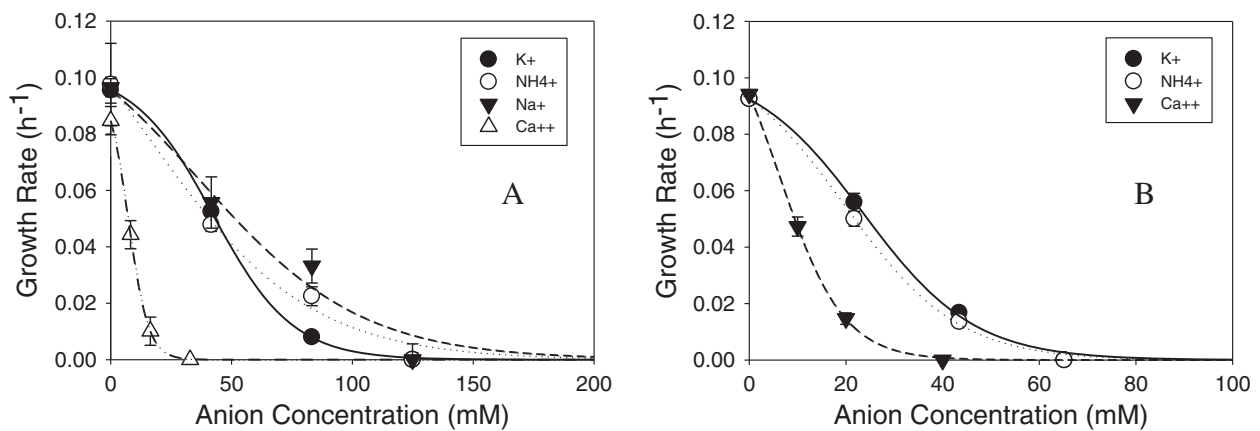 0.12
0.10
0.08
0.06
0.04
0.02
0.00
Growth Rate (h⁻¹)
0 50 100 150 200
Anion Concentration (mM)
K+
NH4+
Na+
Ca++
A
0.12
0.10
0.08
0.06
0.04
0.02
0.00
Growth Rate (h⁻¹)
0 20 40 60 80 100
Anion Concentration (mM)
K+
NH4+
Ca++
B